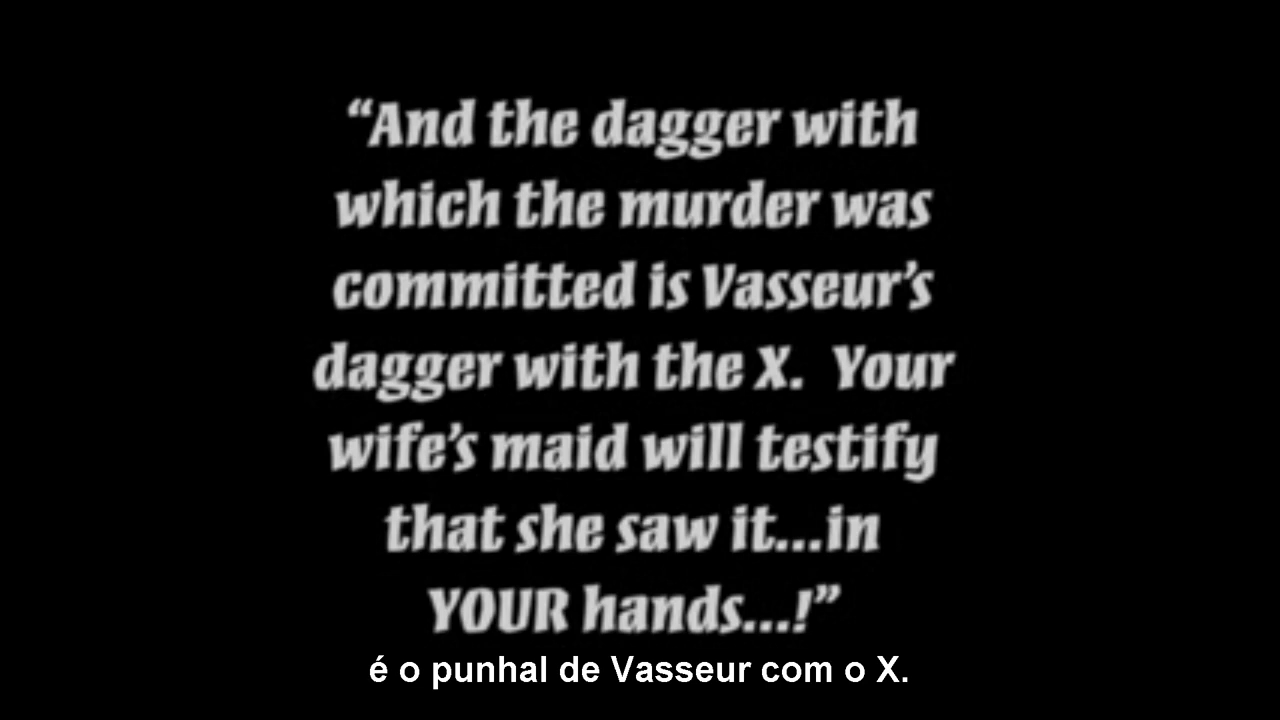 “And the dagger with
which the murder was
committed is Vasseur’s
dagger with the X.  Your
wife’s maid will testify
that she saw it...in
YOUR hands...!”
é o punhal de Vasseur com o X.